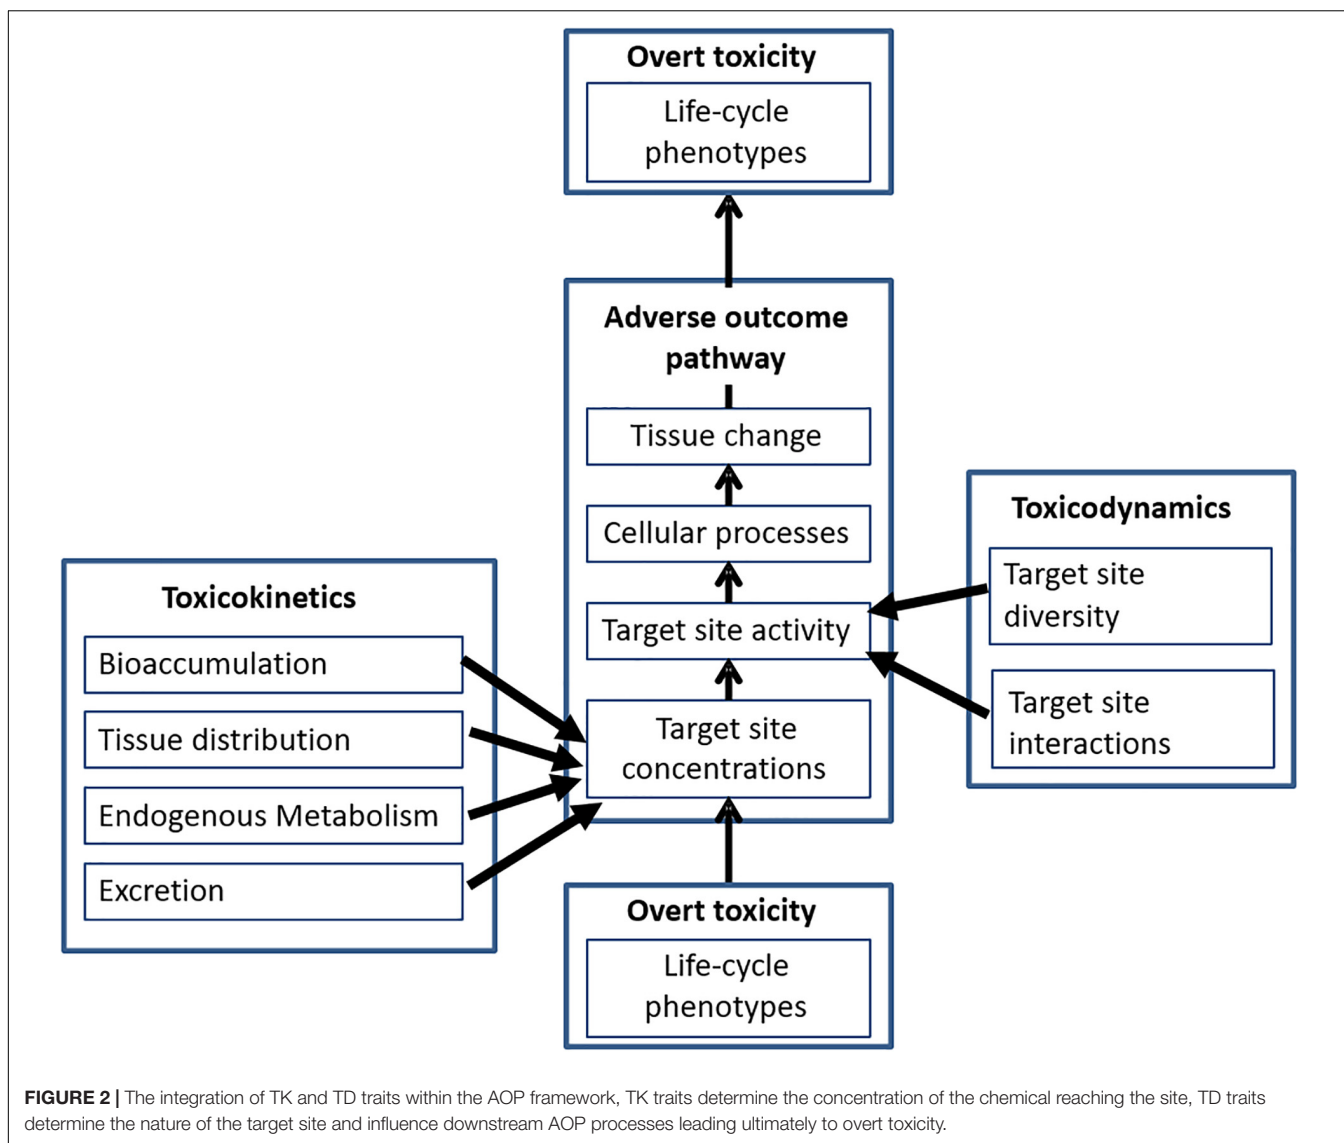 Overt toxicity
Life-cycle
phenotypes
Adverse outcome
pathway
Tissue change
Cellular processes
Target site activity
Target site
concentrations
Toxicodynamics
Target site
diversity
Target site
interactions
Toxicokinetics
Bioaccumulation
Tissue distribution
Endogenous Metabolism
Excretion
Overt toxicity
Life-cycle
phenotypes
FIGURE 2 | The integration of TK and TD traits within the AOP framework, TK traits determine the concentration of the chemical reaching the site, TD traits
determine the nature of the target site and influence downstream AOP processes leading ultimately to overt toxicity.